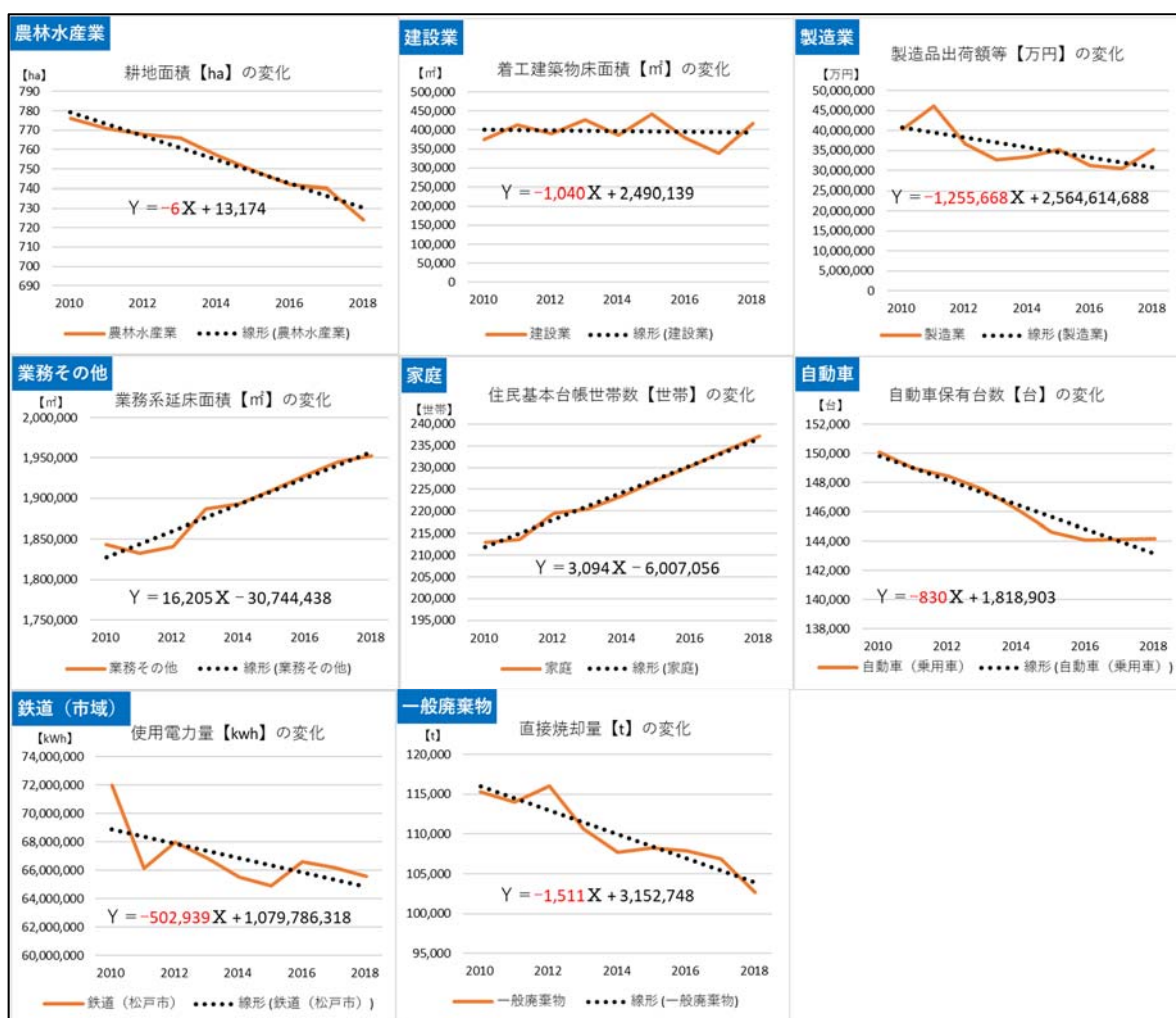 農林水産業
耕地面積【ha】の変化
【ha】
790
780
770
760
750
740
730
720
710
700
690
Y =-6X + 13,174
2010 2012 2014 2016 2018
農林水産業 線形 (農林水産業)
建設業
着工建築物床面積【㎡】の変化
【㎡】
500,000
450,000
400,000
350,000
300,000
250,000
200,000
150,000
100,000
50,000
0
Y =-1,040X + 2,490,139
2010 2012 2014 2016 2018
建設業 線形 (建設業)
製造業
製造品出荷額等【万円】の変化
【万円】
50,000,000
45,000,000
40,000,000
35,000,000
30,000,000
25,000,000
20,000,000
15,000,000
10,000,000
5,000,000
0
Y =-1,255,668X + 2,564,614,688
2010 2012 2014 2016 2018
製造業 線形 (製造業)
業務その他
業務系延床面積【㎡】の変化
【㎡】
2,000,000
1,950,000
1,900,000
1,850,000
1,800,000
1,750,000
Y = 16,205X − 30,744,438
2010 2012 2014 2016 2018
業務その他 線形 (業務その他)
家庭
住民基本台帳世帯数【世帯】の変化
【世帯】
240,000
235,000
230,000
225,000
220,000
215,000
210,000
205,000
200,000
195,000
Y = 3,094X − 6,007,056
2010 2012 2014 2016 2018
家庭 線形 (家庭)
自動車
自動車保有台数【台】の変化
【台】
152,000
150,000
148,000
146,000
144,000
142,000
140,000
138,000
Y =-830X + 1,818,903
2010 2012 2014 2016 2018
自動車（乗用車） 線形 (自動車（乗用車）)
鉄道（市域）
使用電力量【kwh】の変化
【kWh】
74,000,000
72,000,000
70,000,000
68,000,000
66,000,000
64,000,000
62,000,000
60,000,000
Y =-502,939X + 1,079,786,318
2010 2012 2014 2016 2018
鉄道（松戸市） 線形 (鉄道（松戸市）)
一般廃棄物
直接焼却量【t】の変化
【t】
120,000
115,000
110,000
105,000
100,000
95,000
Y =-1,511X + 3,152,748
2010 2012 2014 2016 2018
一般廃棄物 線形 (一般廃棄物)